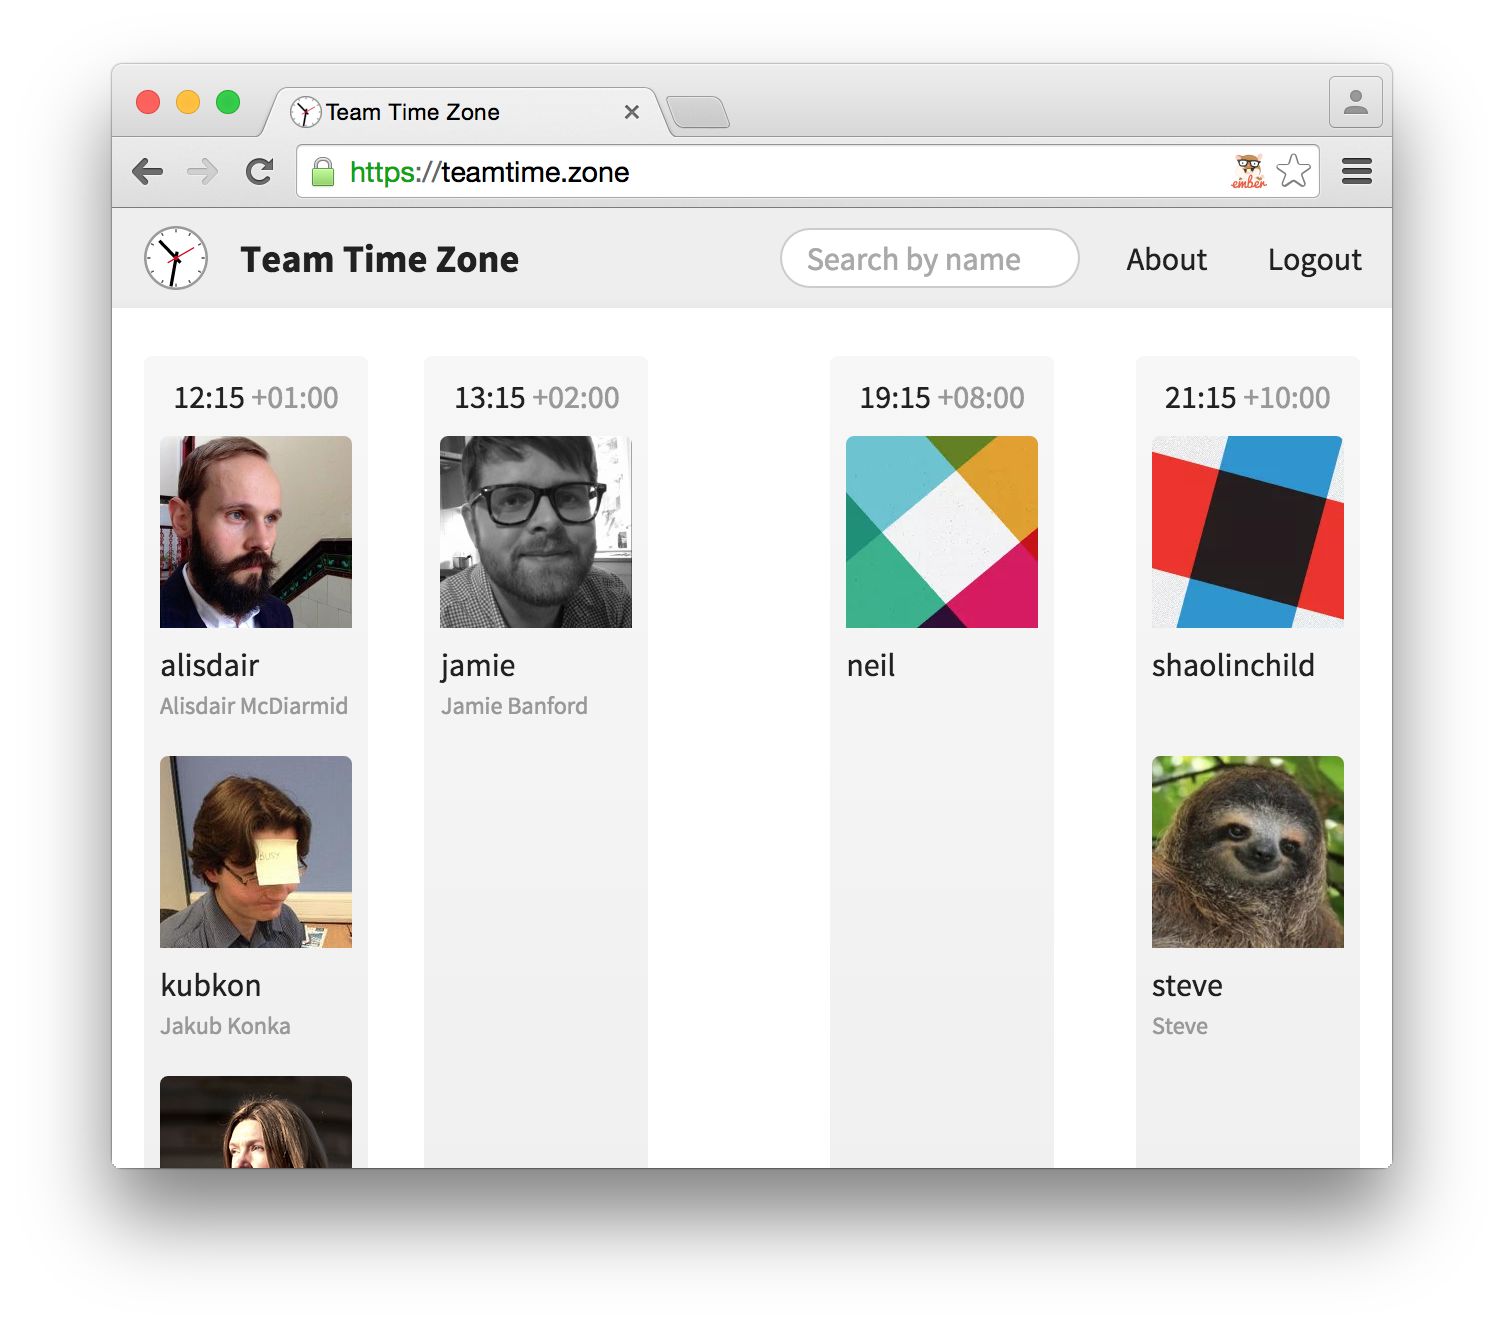 Team Time Zone
https://teamtime.zone
ember
Team Time Zone
Search by name
About
Logout
12:15 +01:00
13:15 +02:00
19:15 +08:00
21:15 +10:00
alisdair
Alisdair McDiarmid
jamie
Jamie Banford
neil
shaolinchild
BUSY
kubkon
Jakub Konka
steve
Steve